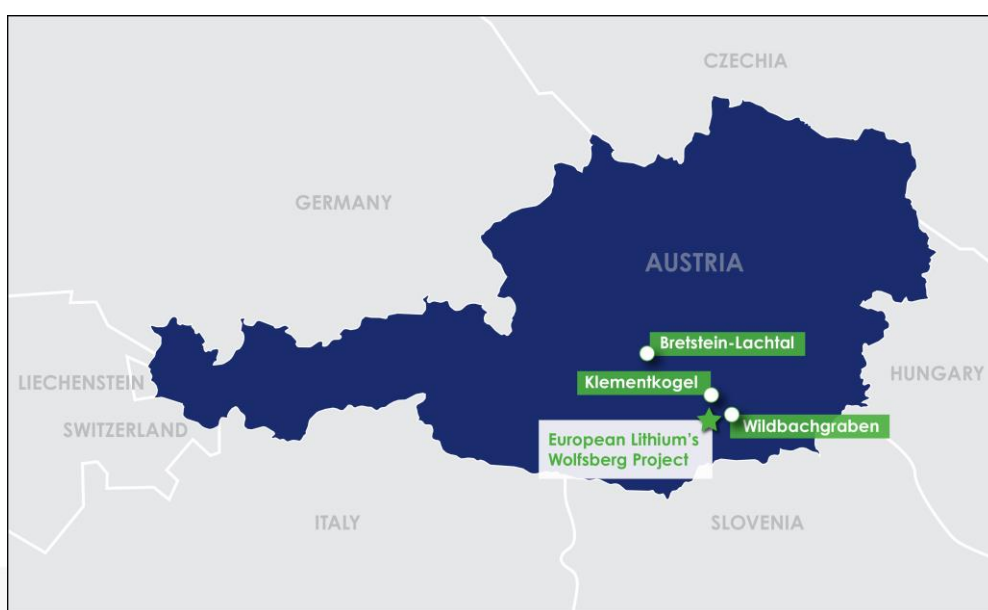 CZECHIA
GERMANY
AUSTRIA
Bretstein-Lachtal
LIECHENSTEIN
Klementkogel
HUNGARY
SWITZERLAND
Wildbachgraben
European Lithium's
Wolfsberg Project
ITALY
SLOVENIA